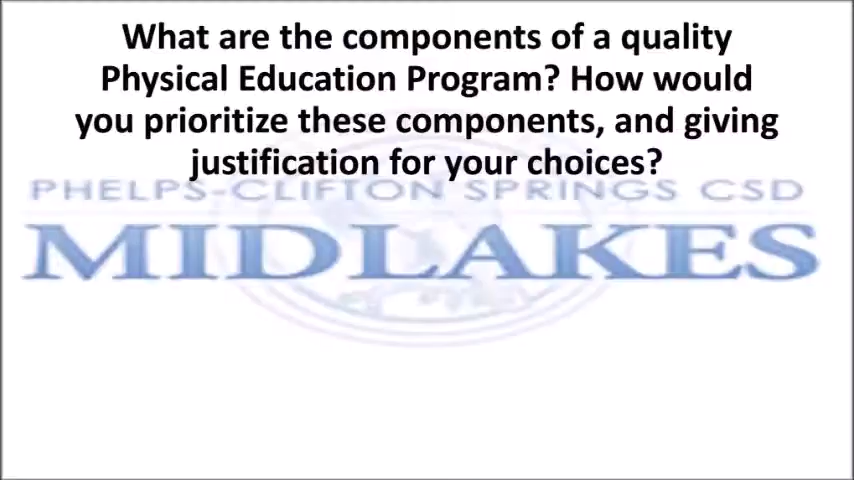 What are the components of a quality
Physical Education Program? How would
you prioritize these components, and giving
justification for your choices?
PHELPS-CLIFTON SPRINGS CSD
MIDLAKES